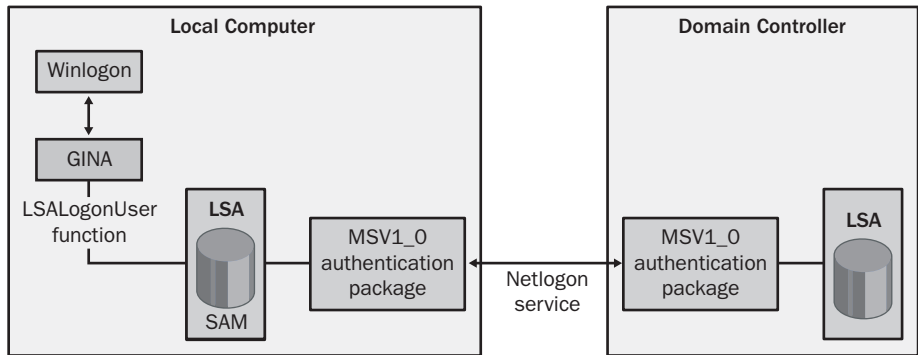 Local Computer
Winlogon
GINA
LSALogonUser
function
LSA
SAM
MSV1_0
authentication
package
Netlogon
service
Domain Controller
MSV1_0
authentication
package
LSA